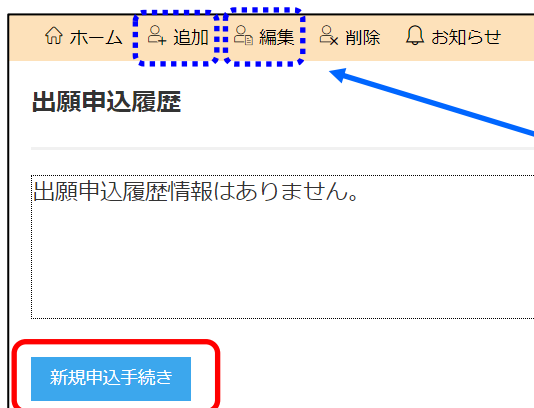 ホーム 追加 編集 削除 お知らせ
出願申込履歴
出願申込履歴情報はありません。
新規申込手続き